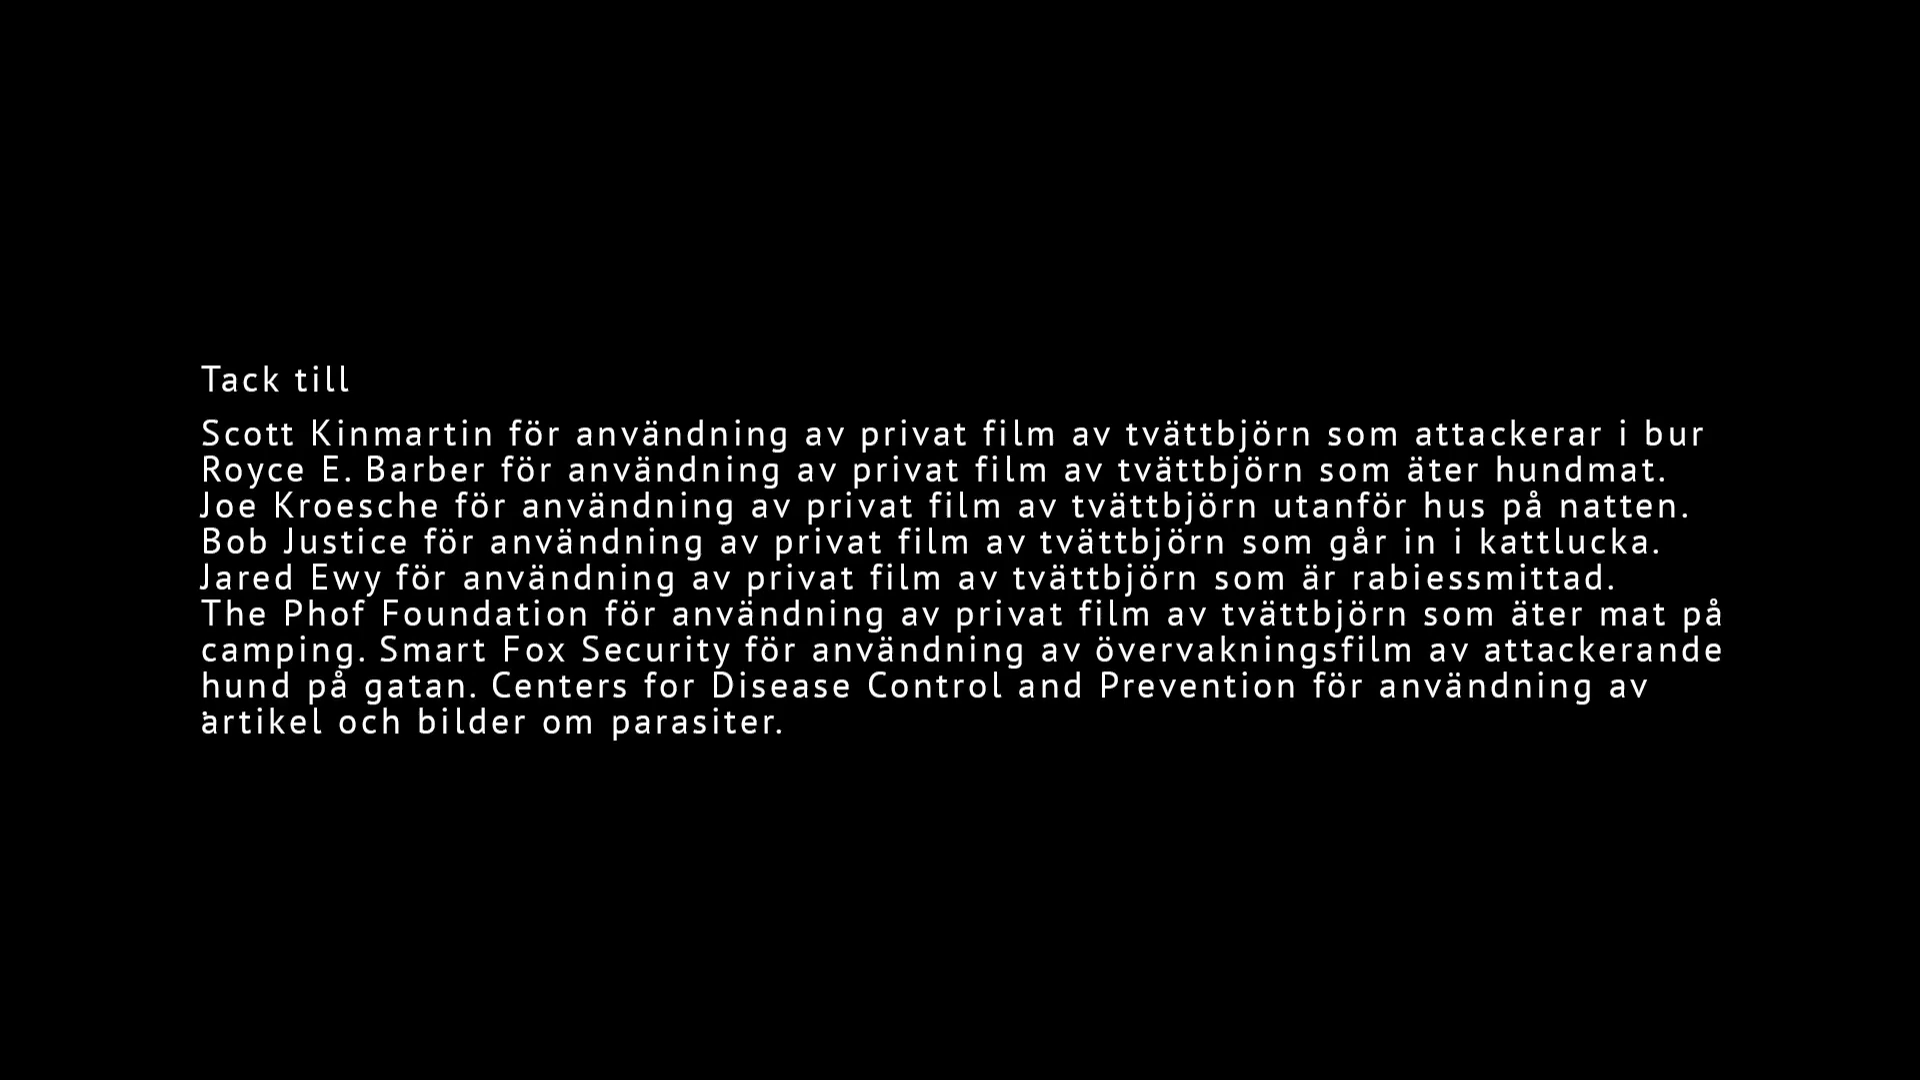 Tack till
Scott Kinmartin för användning av privat film av tvättbjörn som attackerar i bur
Royce E. Barber för användning av privat film av tvättbjörn som äter hundmat.
Joe Kroesche för användning av privat film av tvättbjörn utanför hus på natten.
Bob Justice för användning av privat film av tvättbjörn som går in i kattlucka.
Jared Ewy för användning av privat film av tvättbjörn som är rabiessmittad.
The Phof Foundation för användning av privat film av tvättbjörn som äter mat på
camping. Smart Fox Security för användning av övervakningsfilm av attackerande
hund på gatan. Centers for Disease Control and Prevention för användning av
artikel och bilder om parasiter.